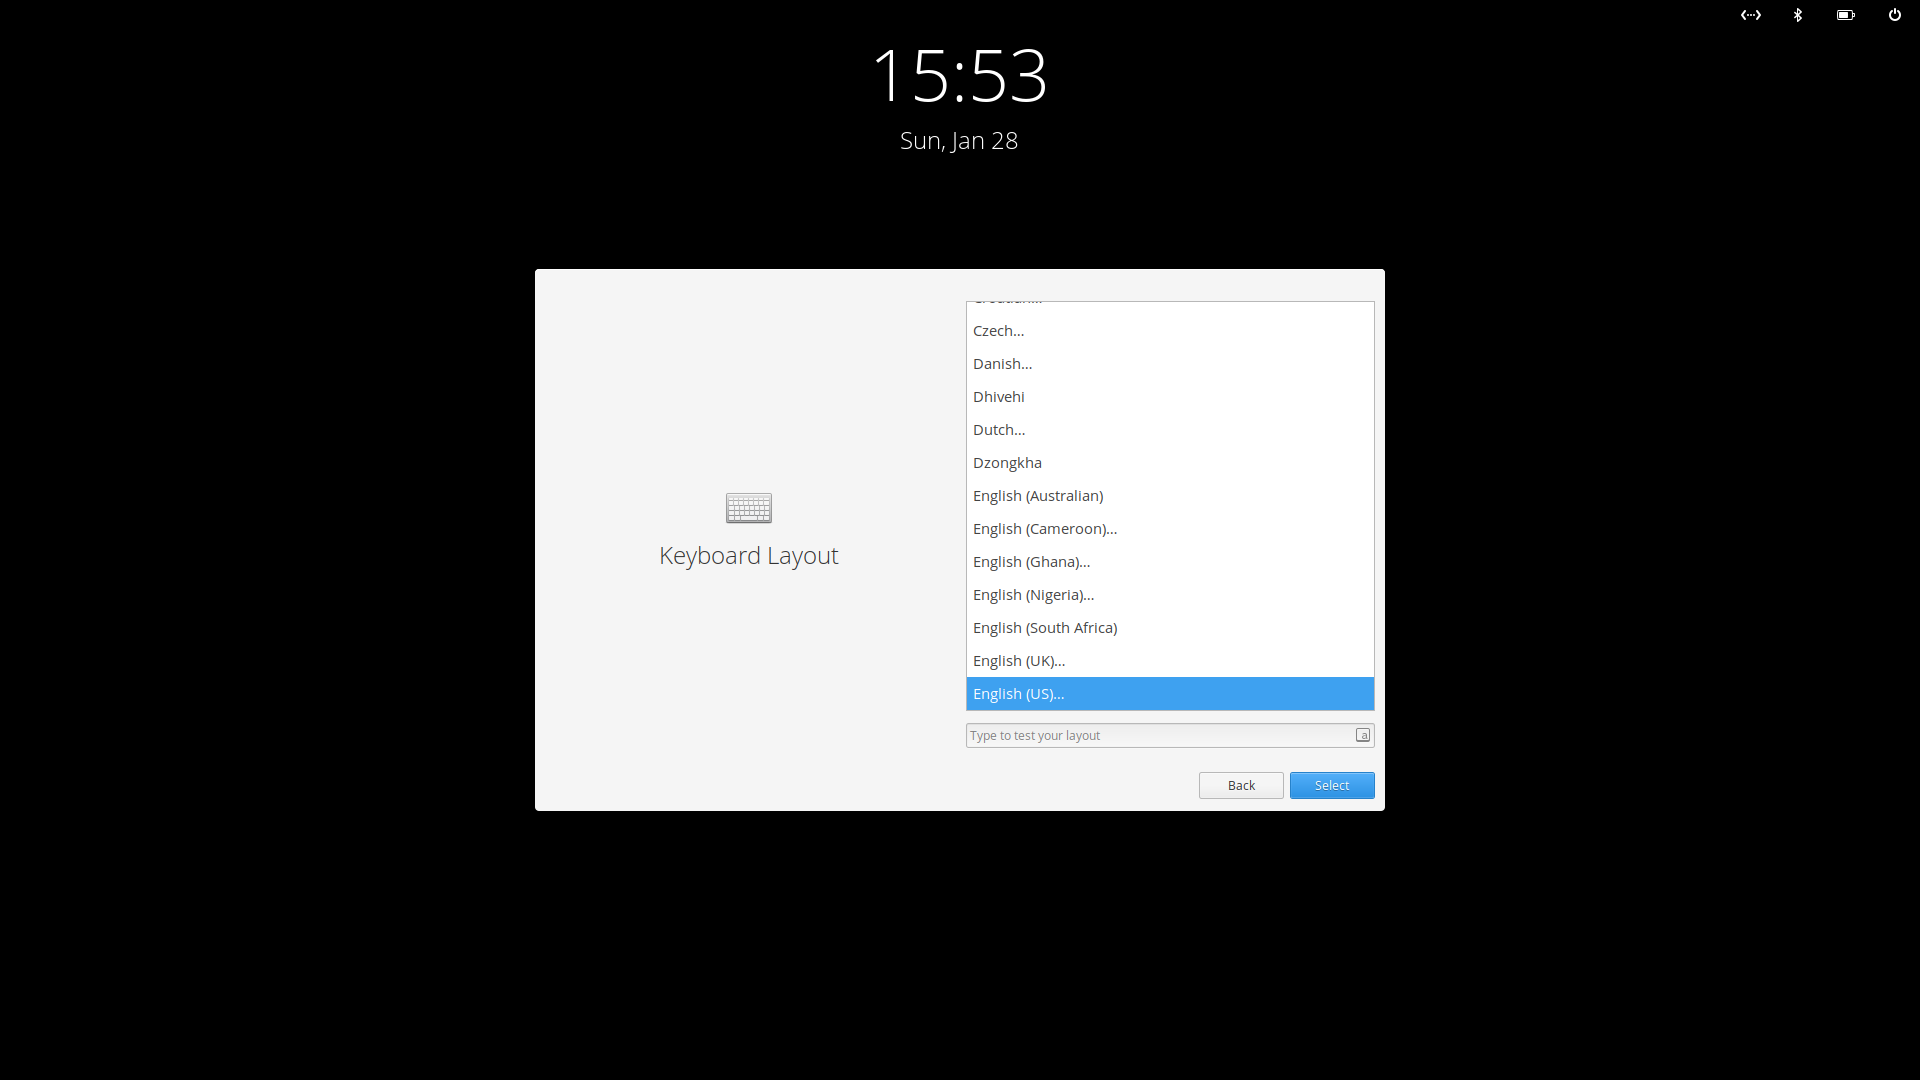 15:53
Sun, Jan 28
Czech...
Danish...
Dhivehi
Dutch...
Dzongkha
English (Australian)
English (Cameroon)...
English (Ghana)...
English (Nigeria)...
English (South Africa)
English (UK)...
English (US)...
Keyboard Layout
Type to test your layout
a
Back
Select